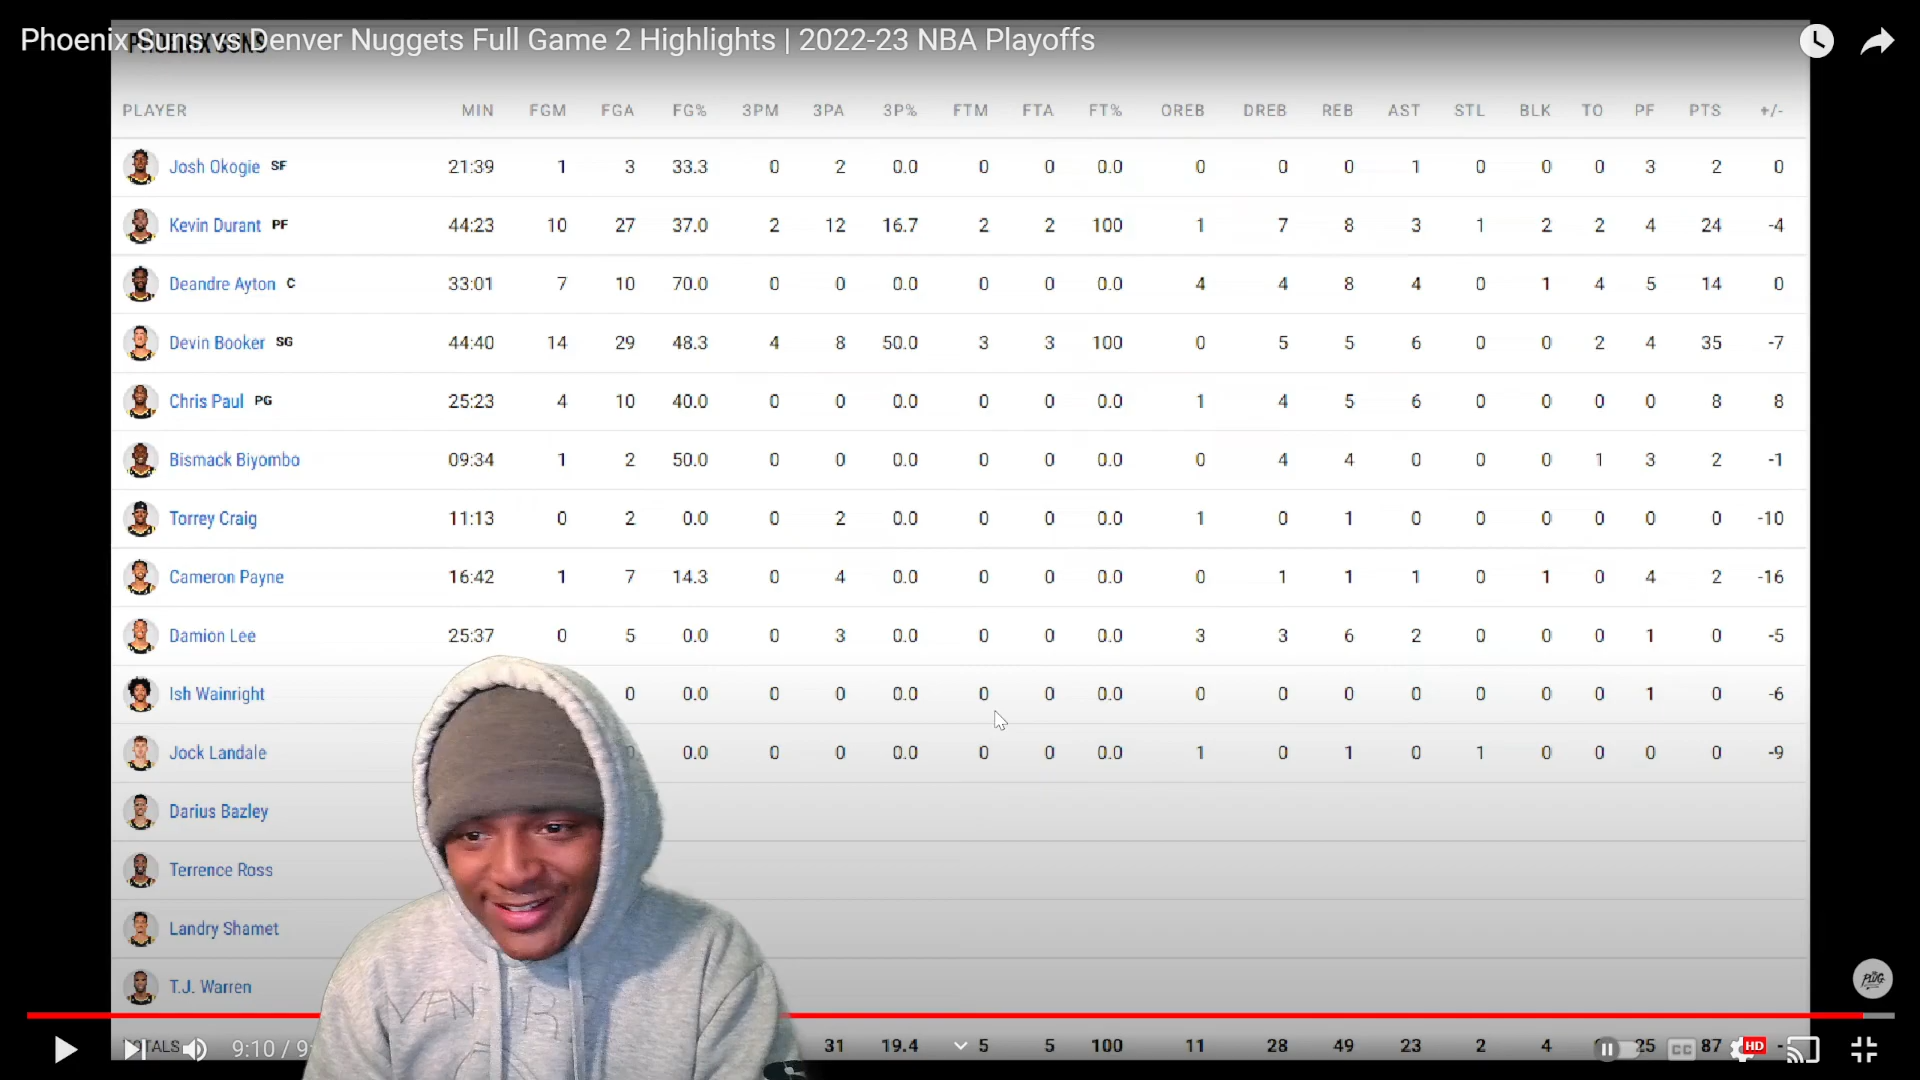 Phoenix Suns vs Denver Nuggets Full Game 2 Highlights | 2022-23 NBA Playoffs
PHOENIX SUNS
PLAYER MIN FGM FGA FG% 3PM 3PA 3P% FTM FTA FT% OREB DREB REB AST STL BLK TO PF PTS +/-
Josh Okogie SF 21:39 1 3 33.3 0 2 0.0 0 0 0.0 0 0 0 1 0 0 0 3 2 0
Kevin Durant PF 44:23 10 27 37.0 2 12 16.7 2 2 100 1 7 8 3 1 2 2 4 24 -4
Deandre Ayton C 33:01 7 10 70.0 0 0 0.0 0 0 0.0 4 4 8 4 0 1 4 5 14 0
Devin Booker SG 44:40 14 29 48.3 4 8 50.0 3 3 100 0 5 5 6 0 0 2 4 35 -7
Chris Paul PG 25:23 4 10 40.0 0 0 0.0 0 0 0.0 1 4 5 6 0 0 0 0 8 8
Bismack Biyombo 09:34 1 2 50.0 0 0 0.0 0 0 0.0 0 4 4 0 0 0 1 3 2 -1
Torrey Craig 11:13 0 2 0.0 0 2 0.0 0 0 0.0 1 0 1 0 0 0 0 0 0 -10
Cameron Payne 16:42 1 7 14.3 0 4 0.0 0 0 0.0 0 1 1 1 0 1 0 4 2 -16
Damion Lee 25:37 0 5 0.0 0 3 0.0 0 0 0.0 3 3 6 2 0 0 0 1 0 -5
Ish Wainright 0 0.0 0 0 0.0 0 0 0.0 0 0 0 0 0 0 0 1 0 -6
Jock Landale 0 0.0 0 0 0.0 0 0 0.0 1 0 1 0 1 0 0 0 0 -9
Darius Bazley
Terrence Ross
Landry Shamet
T.J. Warren
PLUG
9:10 / 9: 31 19.4 5 5 100 11 28 49 23 2 4 25 CC 87 HD -